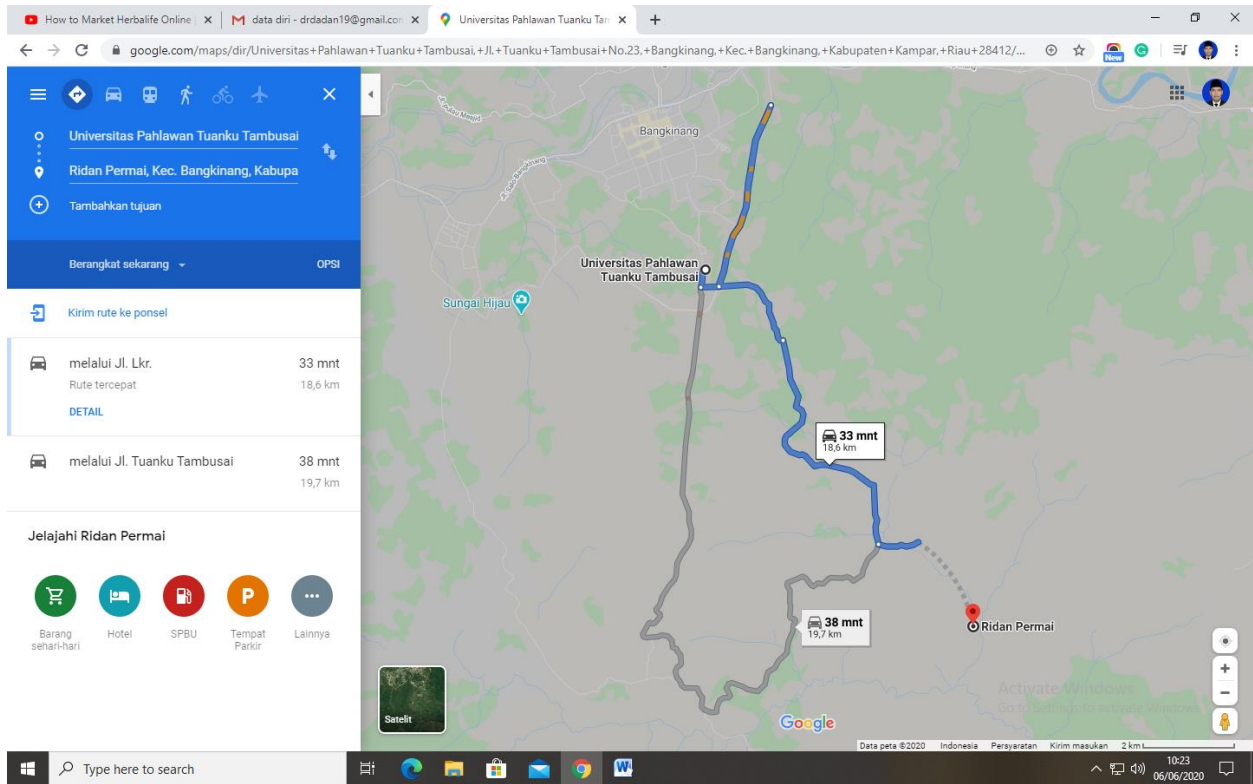 How to Market Herbalife Online
data diri - drdadan19@gmail.com
Universitas Pahlawan Tuanku Tam
google.com/maps/dir/Universitas+Pahlawan+Tuanku+Tambusai,+Jl.+Tuanku+Tambusai+No.23,+Bangkinang,+Kec.+Bangkinang,+Kabupaten+Kampar,+Riau+28412/...
New
Universitas Pahlawan Tuanku Tambusai
Ridan Permai, Kec. Bangkinang, Kabupa
Tambahkan tujuan
Berangkat sekarang
OPSI
Kirim rute ke ponsel
melalui Jl. Lkr. 33 mnt
Rute tercepat 18,6 km
DETAIL
melalui Jl. Tuanku Tambusai 38 mnt
19,7 km
Jelajahi Ridan Permai
Barang sehari-hari
Hotel
SPBU
Tempat Parkir
Lainnya
Bangkinang
Universitas Pahlawan
Tuanku Tambusai
Sungai Hijau
33 mnt
18,6 km
38 mnt
19,7 km
Ridan Permai
Satelit
Google
Activate Windows
Go to Settings to activate Windows.
Data peta ©2020 Indonesia Persyaratan Kirim masukan 2 km
Type here to search
10:23
06/06/2020